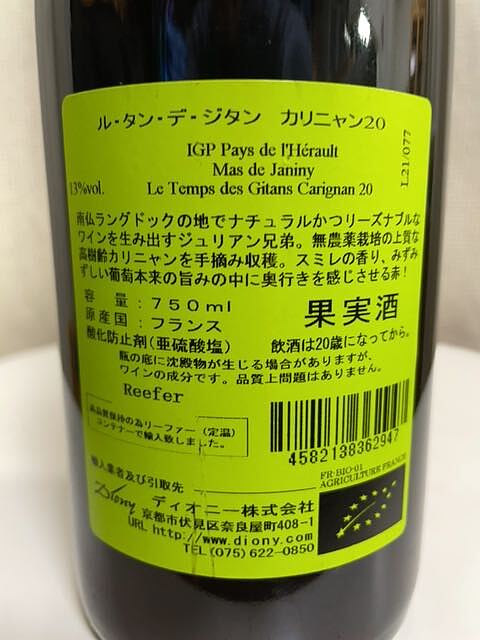 ル・タン・デ・ジタン　カリニャン20
IGP Pays de l'Hérault
Mas de Janiny
13%vol.
Le Temps des Gitans Carignan 20
L.21/077
南仏ラングドックの地でナチュラルかつリーズナブルな
ワインを生み出すジュリアン兄弟。無農薬栽培の上質な
高樹齢カリニャンを手摘み収穫。スミレの香り、みずみ
ずしい葡萄本来の旨みの中に奥行きを感じさせる赤!
容　量：750ml
原産国：フランス
酸化防止剤(亜硫酸塩)
果実酒
飲酒は20歳になってから。
瓶の底に沈殿物が生じる場合がありますが、
ワインの成分です。品質上問題はありません。
Reefer
高品質保持の為リーファー（定温）
コンテナーで輸入致しました。
4582138362947
FR-BIO-01
AGRICULTURE FRANCE
輸入業者及び引取先
Diony ディオニー株式会社
京都市伏見区奈良屋町408-1
URL http://www.diony.com
TEL(075)622-0850